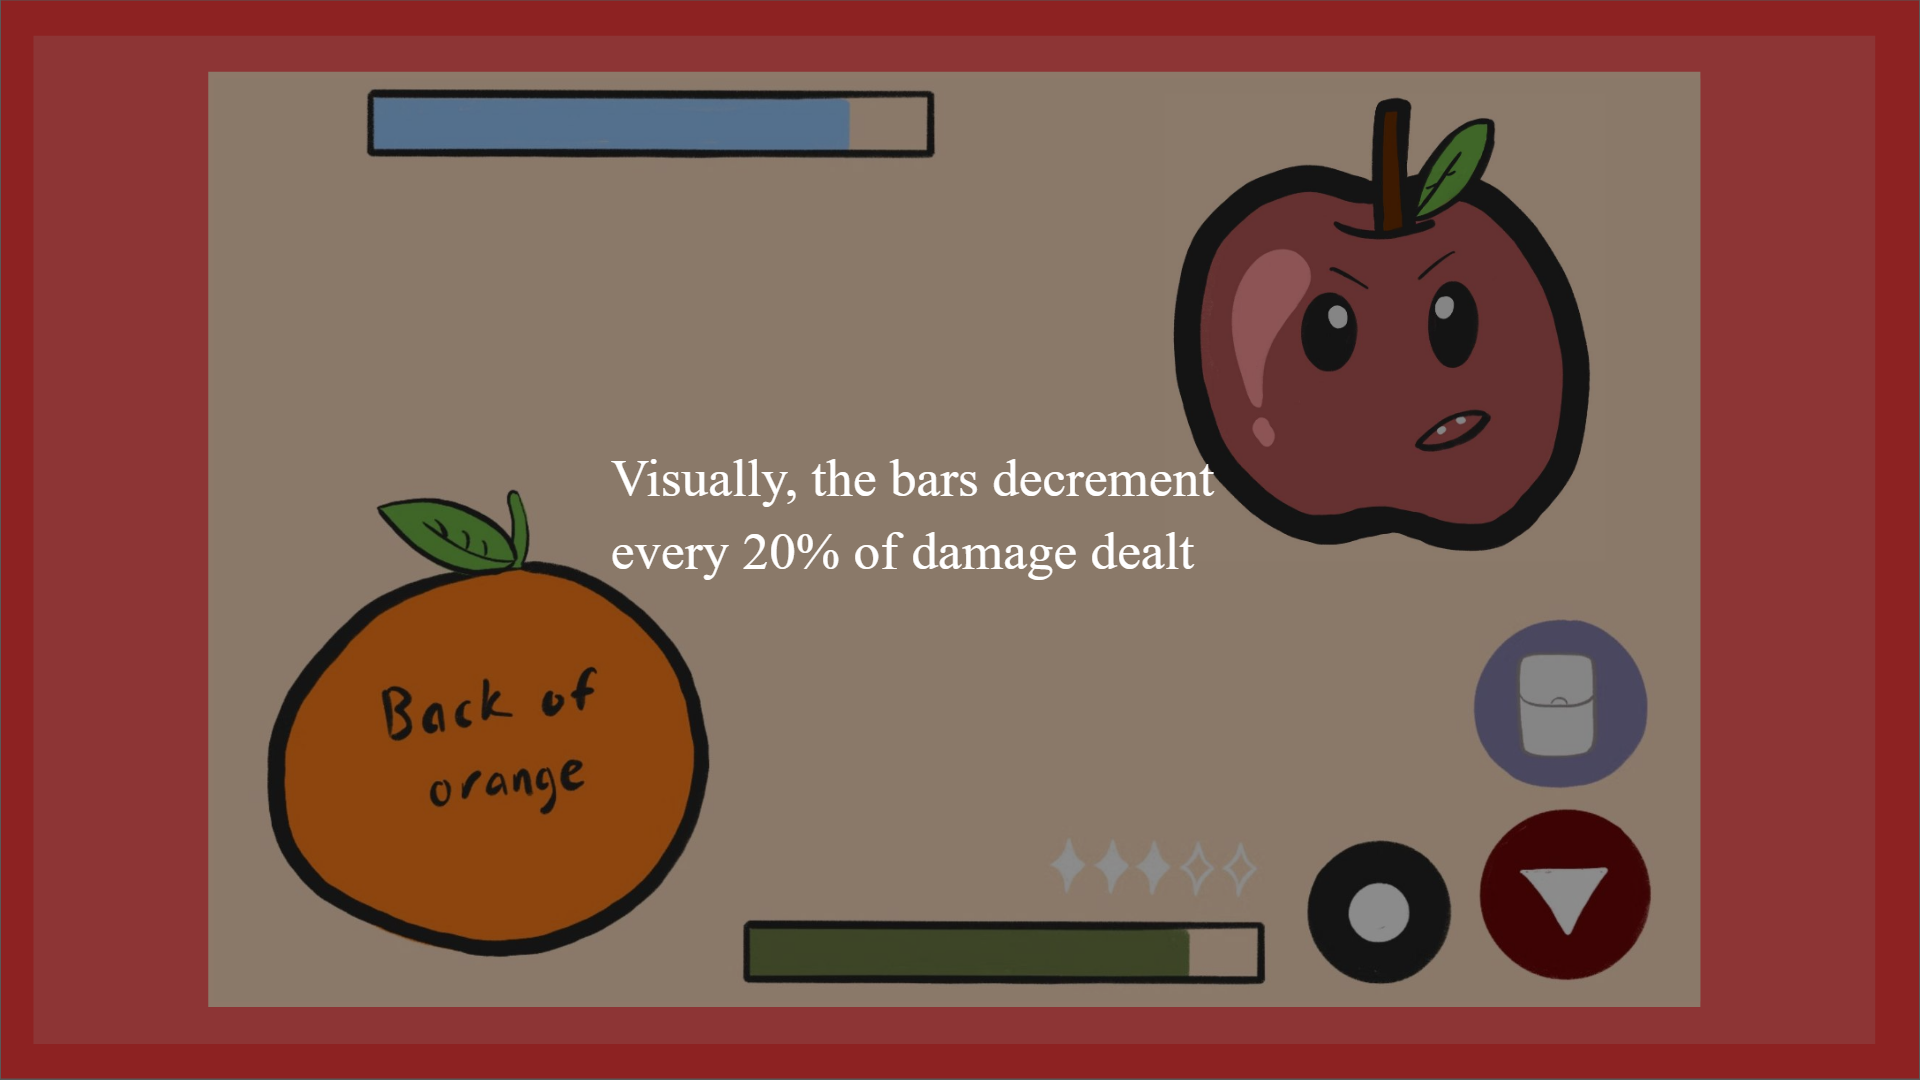 Visually, the bars decrement
every 20% of damage dealt
Back of
orange